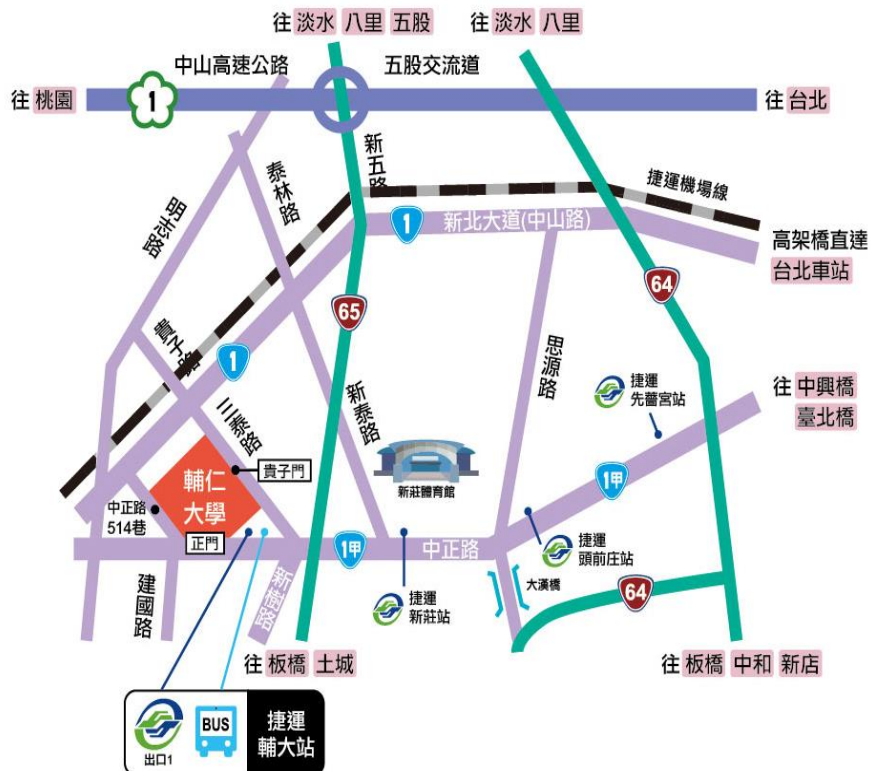 往 淡水 八里 五股
往 淡水 八里
中山高速公路
五股交流道
往 桃園
1
往 台北
新五路
泰林路
明志路
捷運機場線
1
新北大道(中山路)
高架橋直達
台北車站
64
65
貴子路
1
思源路
捷運
先嗇宮站
往 中興橋
臺北橋
三泰路
新泰路
貴子門
新莊體育館
輔仁
大學
1甲
中正路
514巷
正門
1甲
中正路
捷運
頭前庄站
建國路
新樹路
捷運
新莊站
大漢橋
64
往 板橋 土城
往 板橋 中和 新店
出口1
BUS
捷運
輔大站